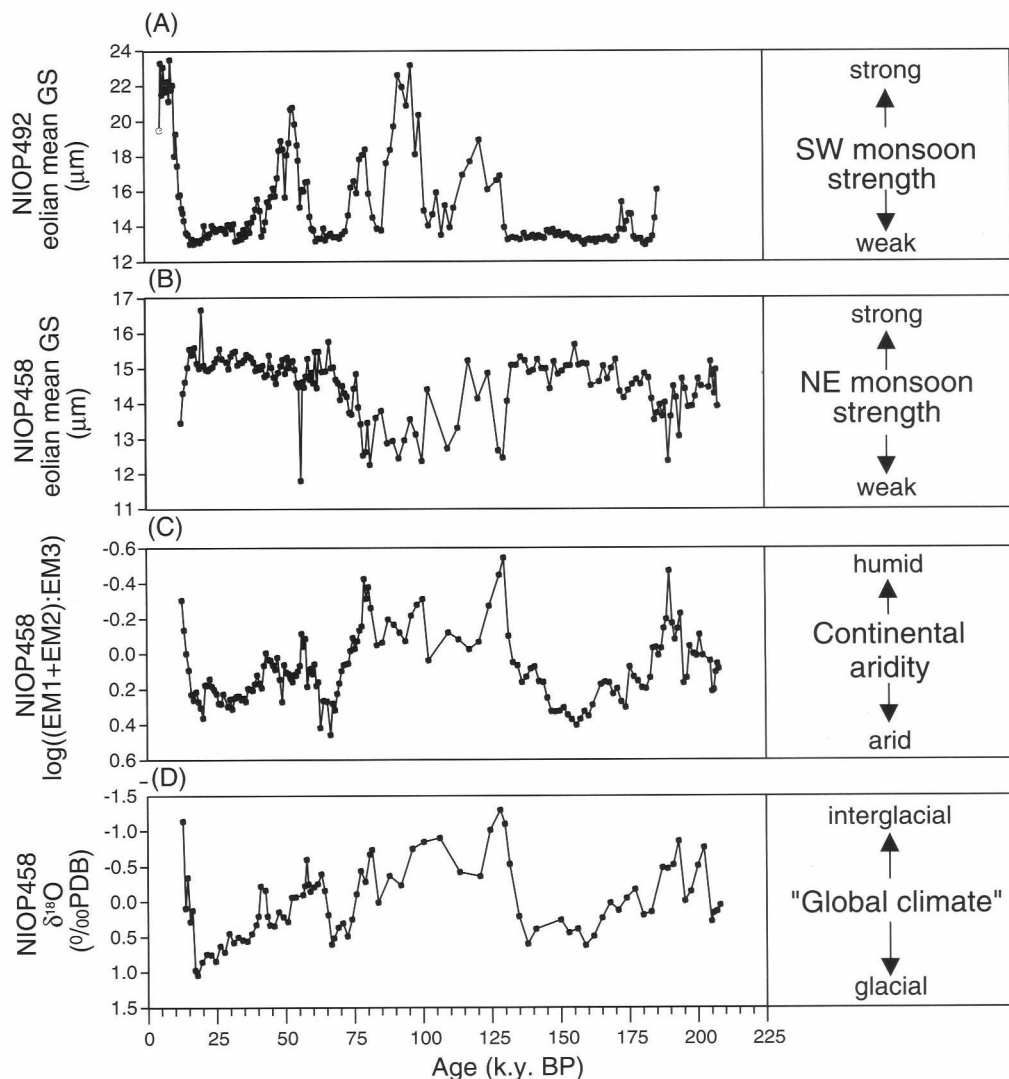 (A)
NIOP492
eolian mean GS
(μm)
24
22
20
18
16
14
12
strong
SW monsoon
strength
weak
(B)
NIOP458
eolian mean GS
(μm)
17
16
15
14
13
12
11
strong
NE monsoon
strength
weak
(C)
NIOP458
log((EM1+EM2):EM3)
-0.6
-0.4
-0.2
0.0
0.2
0.4
0.6
humid
Continental
aridity
arid
(D)
NIOP458
δ¹⁸O
(‰PDB)
-1.5
-1.0
-0.5
0.0
0.5
1.0
1.5
interglacial
"Global climate"
glacial
0 25 50 75 100 125 150 175 200 225
Age (k.y. BP)